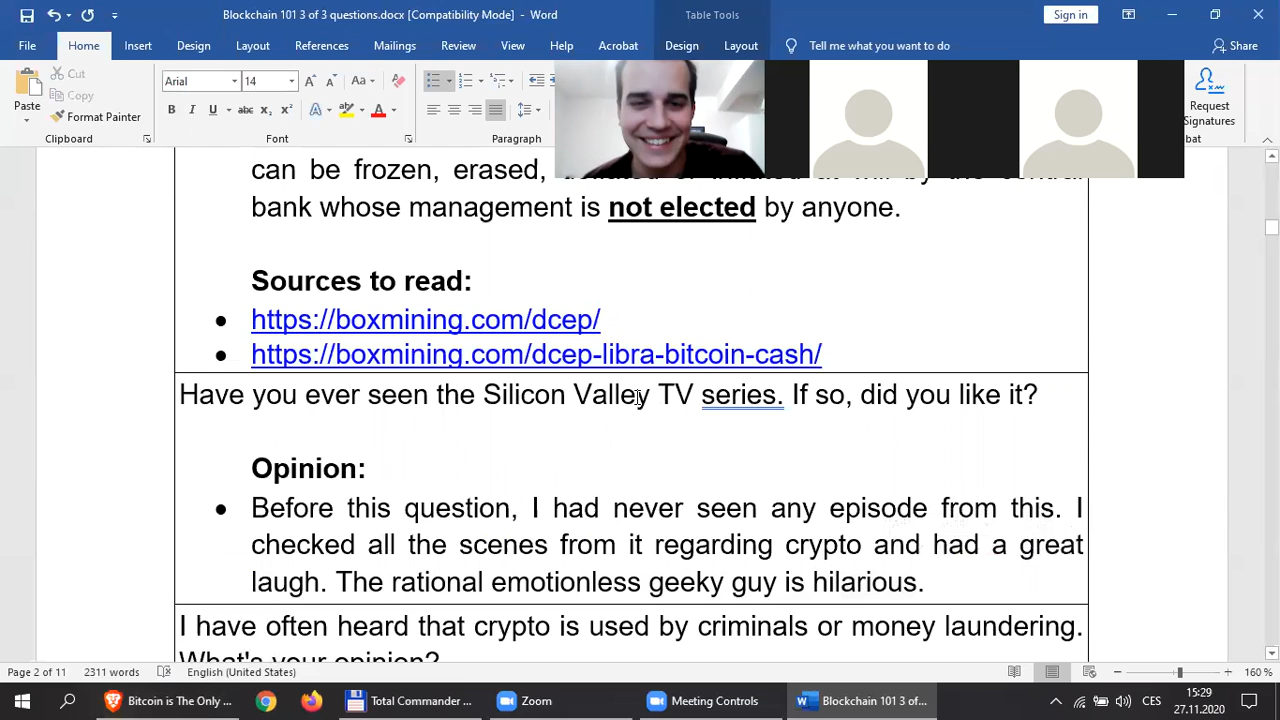 Blockchain 101 3 of 3 questions.docx [Compatibility Mode] - Word
Table Tools
Sign in
File Home Insert Design Layout References Mailings Review View Help Acrobat Design Layout Tell me what you want to do Share
Paste
Cut
Copy
Format Painter
Clipboard
Arial 14
Font
Paragraph
Request
Signatures
can be frozen, erased,
bank whose management is not elected by anyone.
Sources to read:
• https://boxmining.com/dcep/
• https://boxmining.com/dcep-libra-bitcoin-cash/
Have you ever seen the Silicon Valley TV series. If so, did you like it?
Opinion:
• Before this question, I had never seen any episode from this. I
checked all the scenes from it regarding crypto and had a great
laugh. The rational emotionless geeky guy is hilarious.
I have often heard that crypto is used by criminals or money laundering.
What's your opinion?
Page 2 of 11 2311 words English (United States) 160 %
Bitcoin is The Only ... Total Commander ... Zoom Meeting Controls Blockchain 101 3 of... CES 15:29
27.11.2020